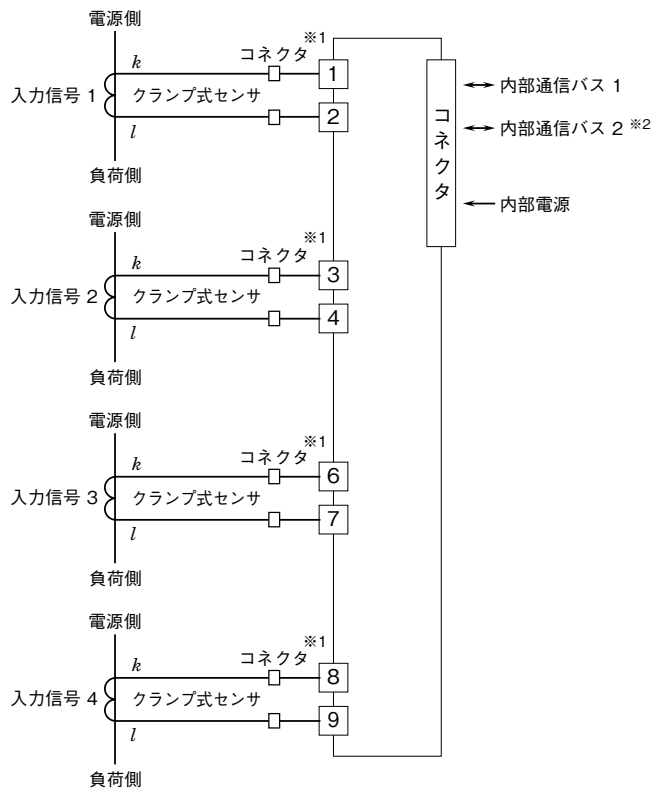 電源側
k
コネクタ ※1
1
入力信号 1
クランプ式センサ
2
l
負荷側
電源側
k
コネクタ ※1
3
入力信号 2
クランプ式センサ
4
l
負荷側
電源側
k
コネクタ ※1
6
入力信号 3
クランプ式センサ
7
l
負荷側
電源側
k
コネクタ ※1
8
入力信号 4
クランプ式センサ
9
l
負荷側
コネクタ
内部通信バス 1
内部通信バス 2 ※2
内部電源